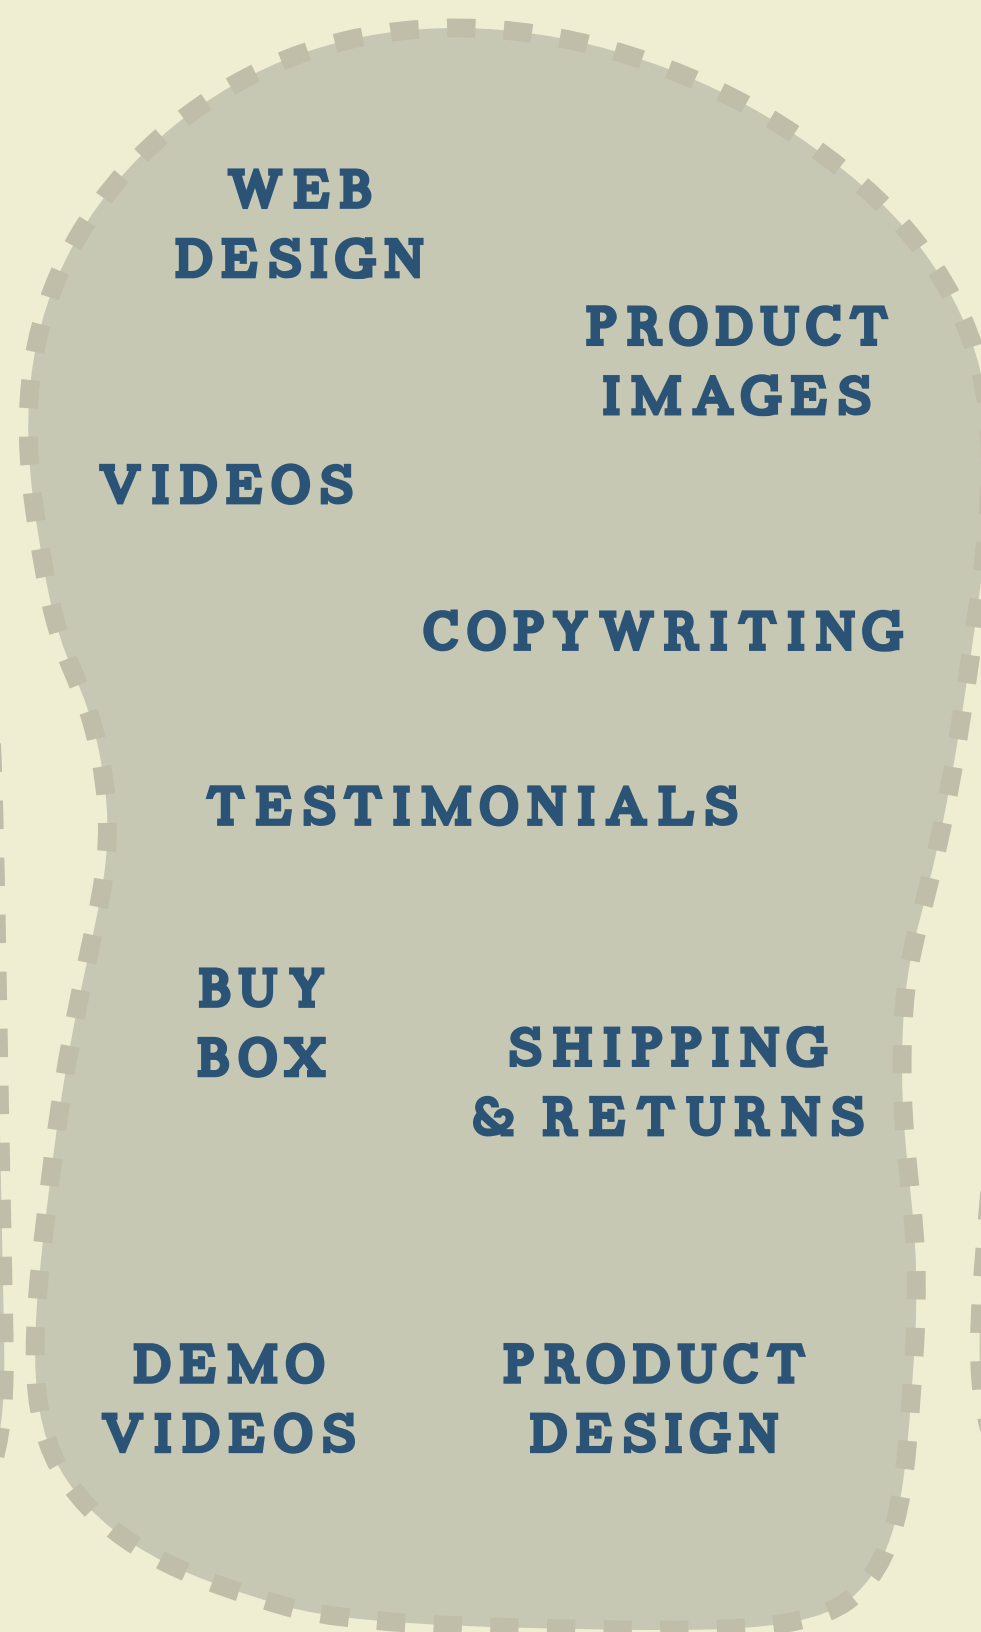 WEB
DESIGN
PRODUCT
IMAGES
VIDEOS
COPYWRITING
TESTIMONIALS
BUY
BOX
SHIPPING
& RETURNS
DEMO
VIDEOS
PRODUCT
DESIGN